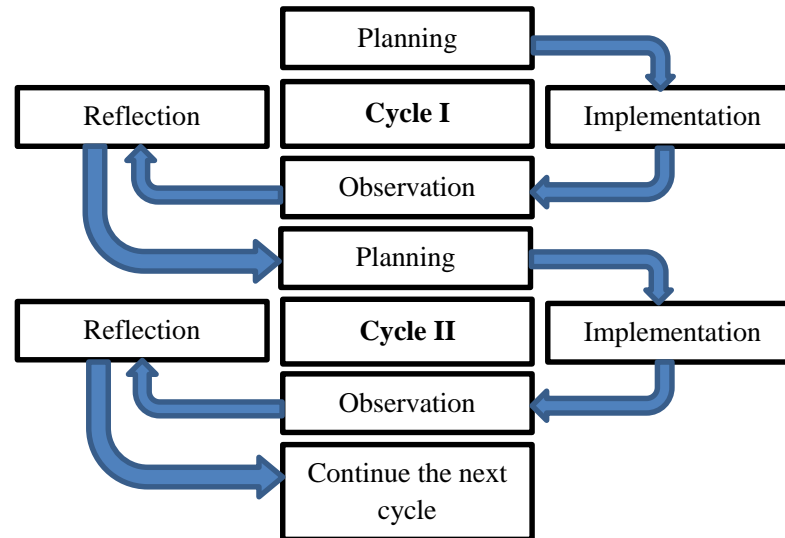 Planning
Reflection
Cycle I
Implementation
Observation
Planning
Reflection
Cycle II
Implementation
Observation
Continue the next
cycle